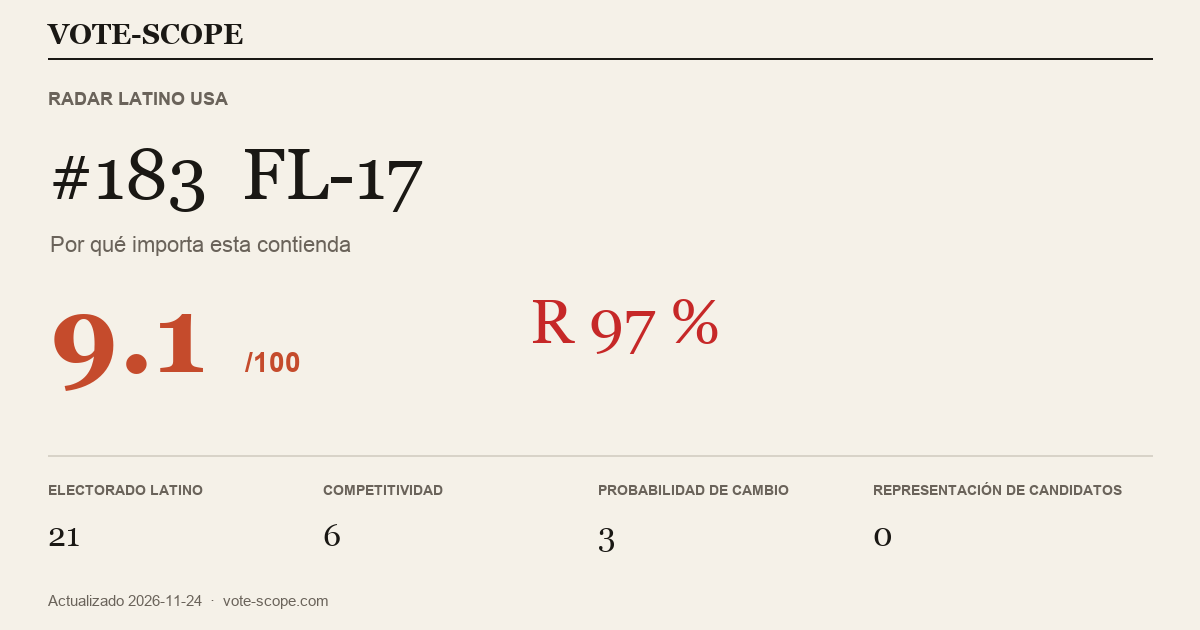 VOTE-SCOPE
RADAR LATINO USA
#183 FL-17
Por qué importa esta contienda
9.1 /100
R 97 %
ELECTORADO LATINO
21
COMPETITIVIDAD
6
PROBABILIDAD DE CAMBIO
3
REPRESENTACIÓN DE CANDIDATOS
0
Actualizado 2026-11-24 · vote-scope.com